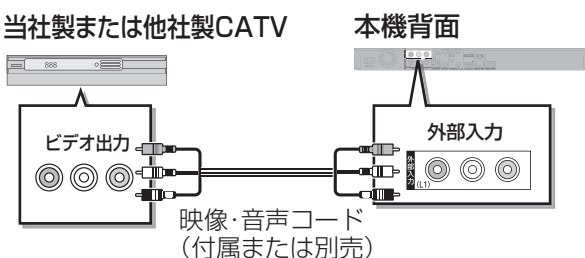 当社製または他社製CATV
本機背面
888
ビデオ出力
外部入力
外部入力
(L1)
映像・音声コード
(付属または別売)